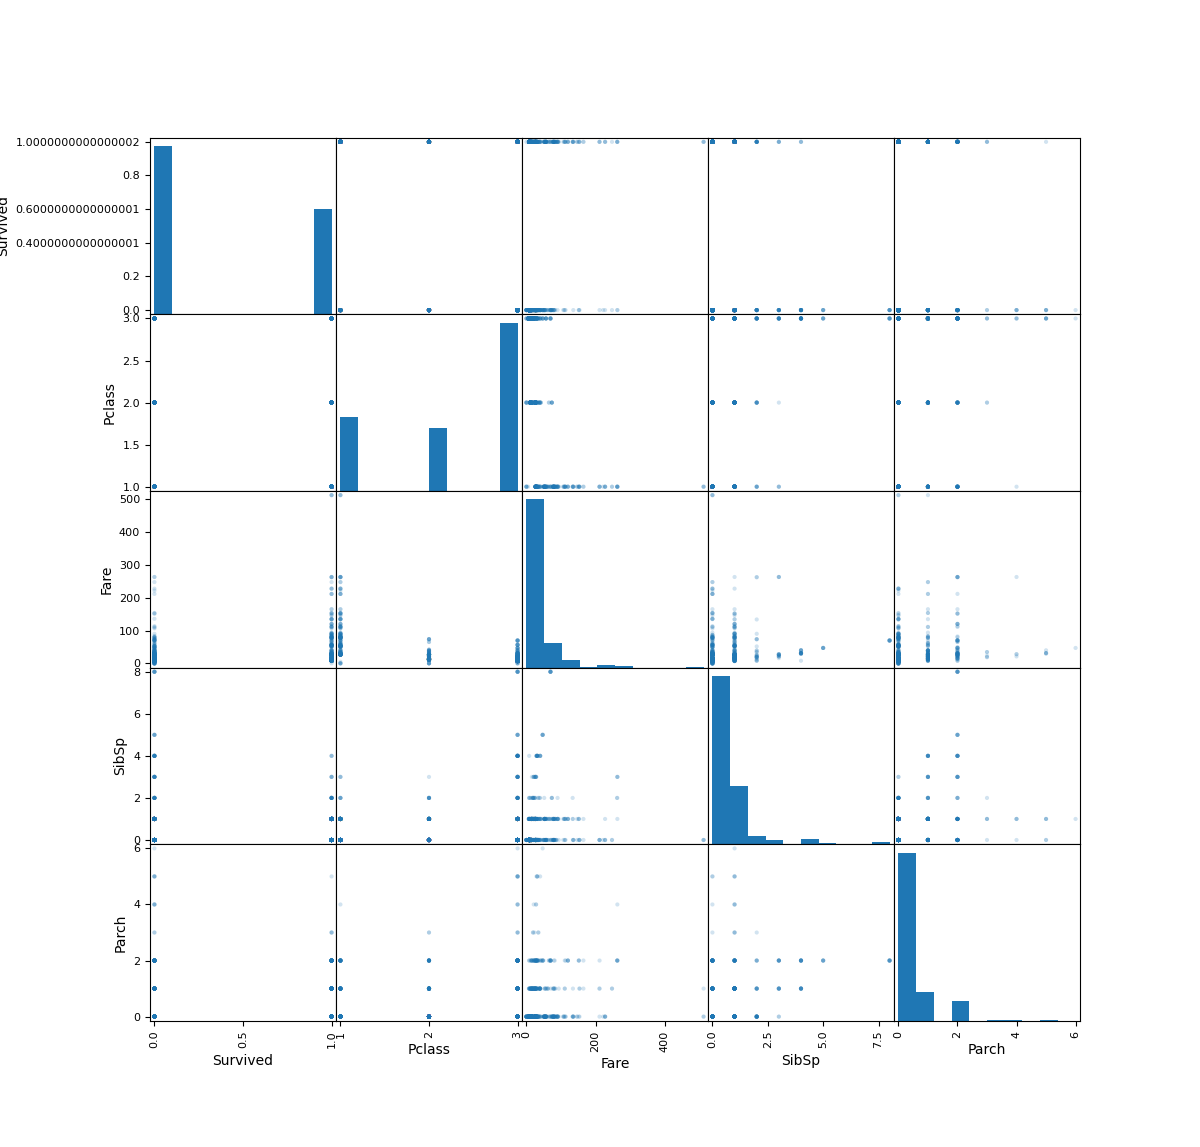 1.0000000000000002
0.8
0.6000000000000001
0.4000000000000001
0.2
0.0
Survived
3.0
2.5
2.0
1.5
1.0
Pclass
500
400
300
200
100
0
Fare
8
6
4
2
0
SibSp
6
4
2
0
Parch
0.0 0.5 1.0
Survived
1 2 3
Pclass
0 200 400
Fare
0.0 2.5 5.0 7.5
SibSp
0 2 4 6
Parch